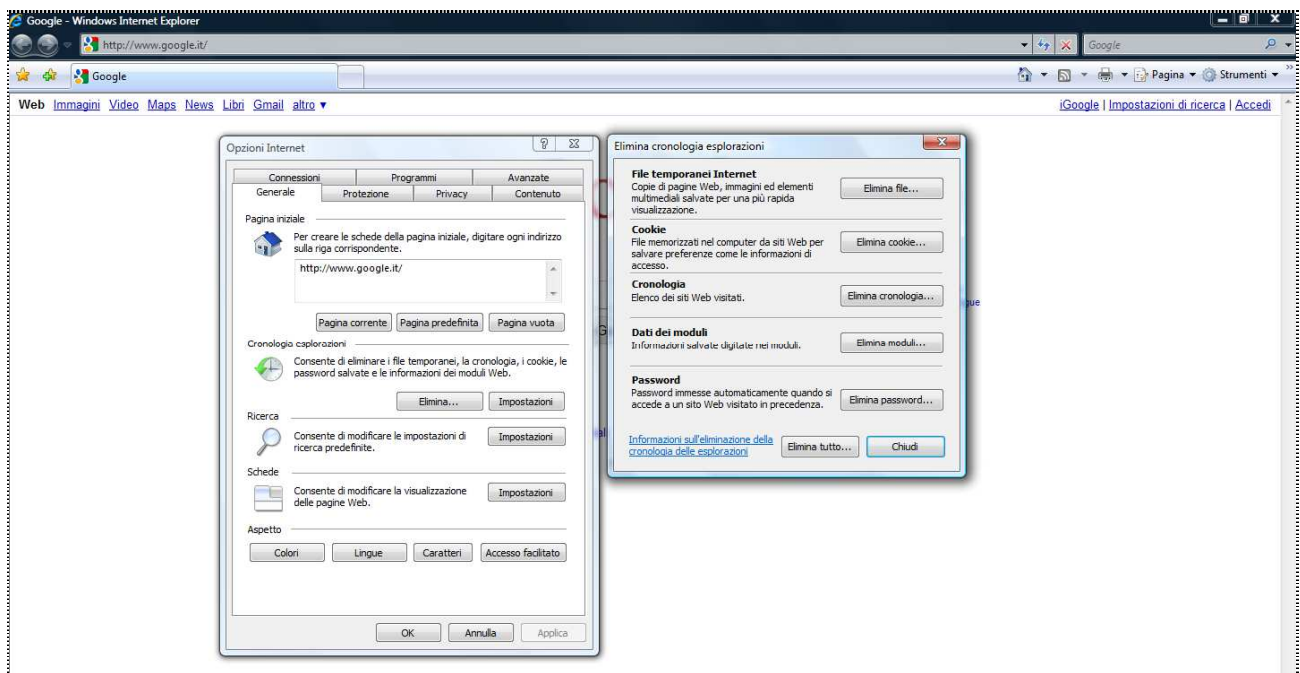 Google - Windows Internet Explorer
http://www.google.it/
Google
Google
Pagina
Strumenti
Web Immagini Video Maps News Libri Gmail altro ▼
iGoogle | Impostazioni di ricerca | Accedi
Opzioni Internet
Connessioni Programmi Avanzate
Generale Protezione Privacy Contenuto
Pagina iniziale
Per creare le schede della pagina iniziale, digitare ogni indirizzo
sulla riga corrispondente.
http://www.google.it/
Pagina corrente Pagina predefinita Pagina vuota
Cronologia esplorazioni
Consente di eliminare i file temporanei, la cronologia, i cookie, le
password salvate e le informazioni dei moduli Web.
Elimina... Impostazioni
Ricerca
Consente di modificare le impostazioni di
ricerca predefinite.
Impostazioni
Schede
Consente di modificare la visualizzazione
delle pagine Web.
Impostazioni
Aspetto
Colori Lingue Caratteri Accesso facilitato
OK Annulla Applica
Elimina cronologia esplorazioni
File temporanei Internet
Copie di pagine Web, immagini ed elementi
multimediali salvate per una più rapida
visualizzazione.
Elimina file...
Cookie
File memorizzati nel computer da siti Web per
salvare preferenze come le informazioni di
accesso.
Elimina cookie...
Cronologia
Elenco dei siti Web visitati.
Elimina cronologia...
Dati dei moduli
Informazioni salvate digitate nei moduli.
Elimina moduli...
Password
Password immesse automaticamente quando si
accede a un sito Web visitato in precedenza.
Elimina password...
Informazioni sull'eliminazione della
cronologia delle esplorazioni
Elimina tutto... Chiudi